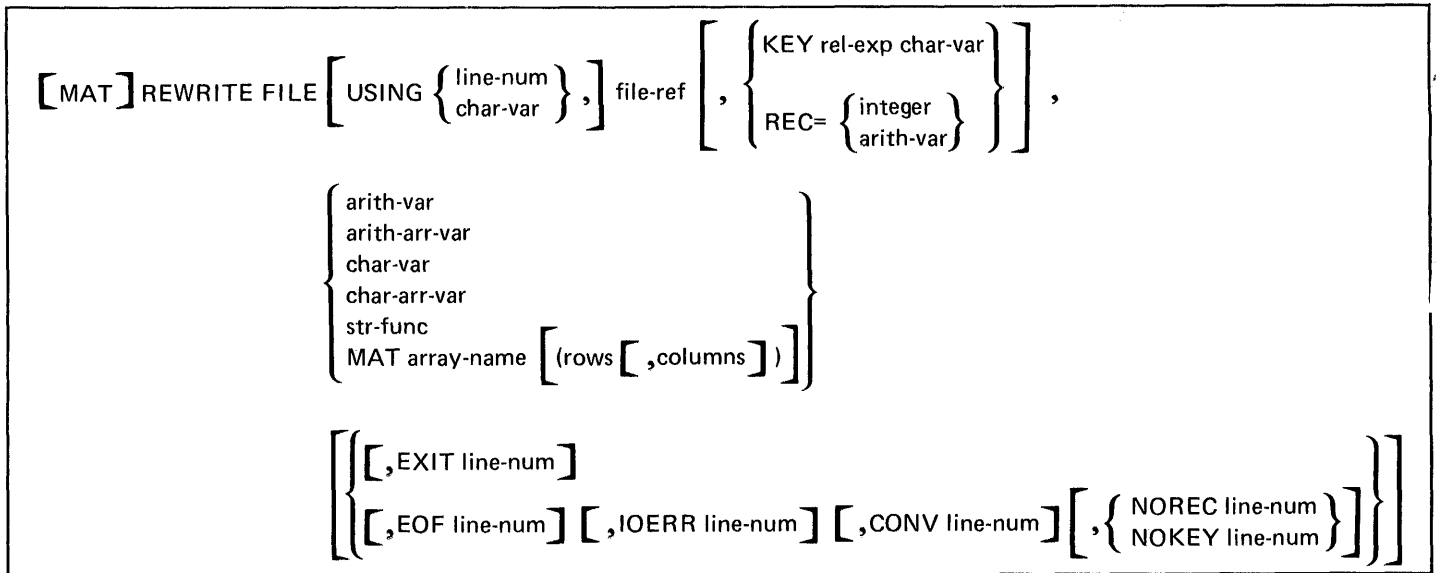 [MAT] REWRITE FILE [ USING { line-num
char-var } , ] file-ref [ , { KEY rel-exp char-var
REC= { integer
arith-var } } ] ,
{ arith-var
arith-arr-var
char-var
char-arr-var
str-func
MAT array-name [ (rows [ ,columns ] ) ] }
[ { [ ,EXIT line-num ]
[ ,EOF line-num ] [ ,IOERR line-num ] [ ,CONV line-num ] [ , { NOREC line-num
NOKEY line-num } ] } ]